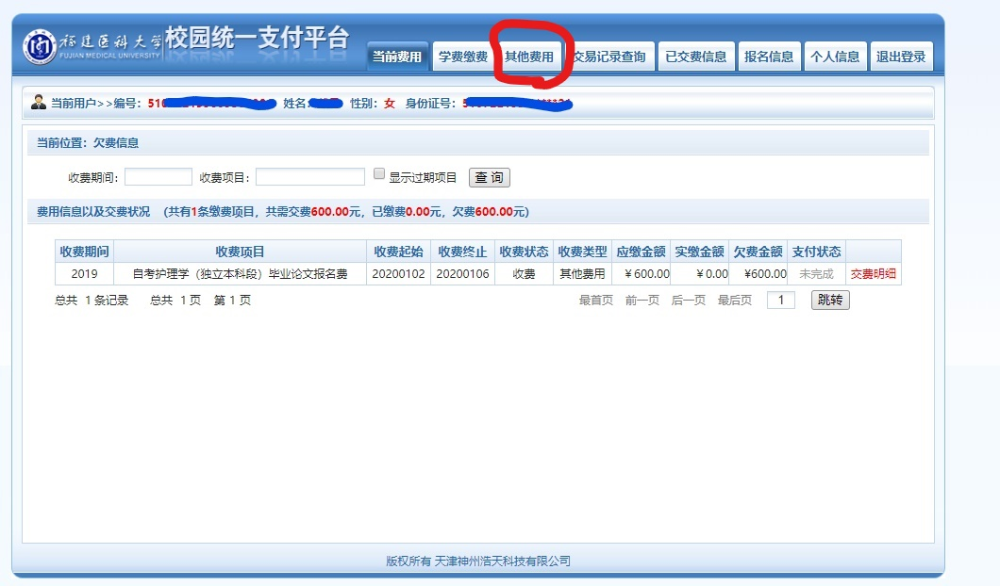 福建医科大学 校园统一支付平台
FUJIAN MEDICAL UNIVERSITY
当前费用 学费缴费 其他费用 交易记录查询 已交费信息 报名信息 个人信息 退出登录
当前用户>>编号: 姓名: 性别: 女 身份证号:
当前位置: 欠费信息
收费期间: 收费项目: 显示过期项目 查 询
费用信息以及交费状况 (共有1条缴费项目, 共需交费600.00元, 已缴费0.00元, 欠费600.00元)
收费期间 收费项目 收费起始 收费终止 收费状态 收费类型 应缴金额 实缴金额 欠费金额 支付状态
2019 自考护理学（独立本科段）毕业论文报名费 20200102 20200106 收费 其他费用 ￥600.00 ￥0.00 ¥600.00 未完成 交费明细
总共 1 条记录 总共 1 页 第 1 页 最首页 前一页 后一页 最后页 1 跳转
版权所有 天津神州浩天科技有限公司